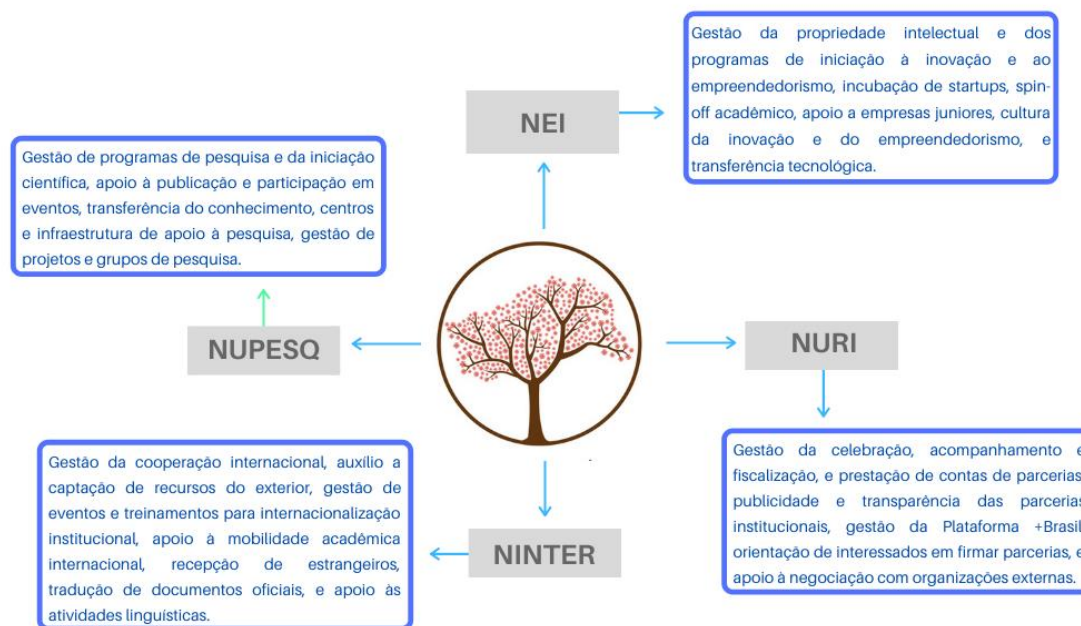 Gestão da propriedade intelectual e dos
programas de iniciação à inovação e ao
empreendedorismo, incubação de startups, spin-
off acadêmico, apoio a empresas juniores, cultura
da inovação e do empreendedorismo, e
transferência tecnológica.
NEI
Gestão de programas de pesquisa e da iniciação
científica, apoio à publicação e participação em
eventos, transferência do conhecimento, centros
e infraestrutura de apoio à pesquisa, gestão de
projetos e grupos de pesquisa.
NUPESQ
NURI
Gestão da cooperação internacional, auxílio a
captação de recursos do exterior, gestão de
eventos e treinamentos para internacionalização
institucional, apoio à mobilidade acadêmica
internacional, recepção de estrangeiros,
tradução de documentos oficiais, e apoio às
atividades linguísticas.
NINTER
Gestão da celebração, acompanhamento e
fiscalização, e prestação de contas de parcerias
publicidade e transparência das parcerias
institucionais, gestão da Plataforma +Brasil
orientação de interessados em firmar parcerias, e
apoio à negociação com organizações externas.